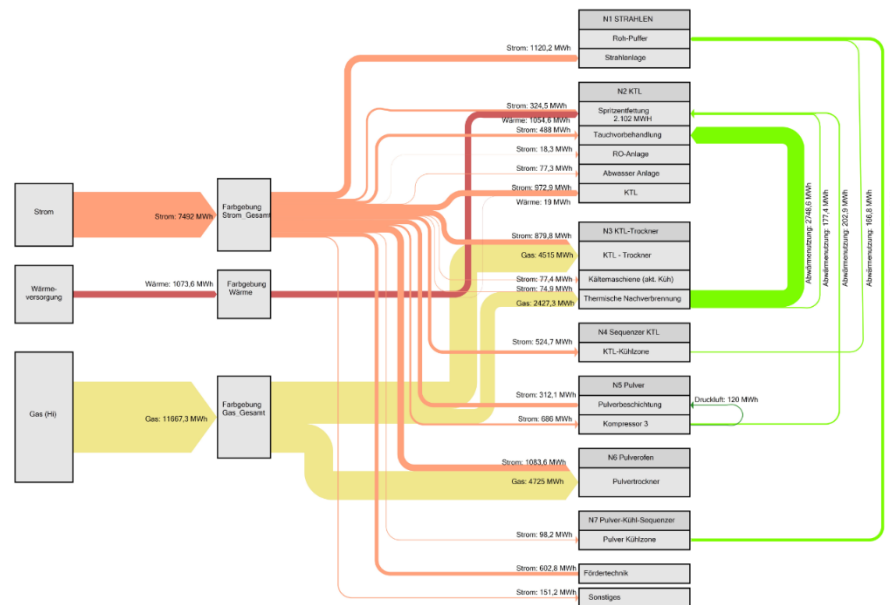 N1 STRAHLEN
Roh-Puffer
Strom: 1120,2 MWh
Strahlanlage
N2 KTL
Strom: 324,5 MWh
Spritzentfettung
2.102 MWH
Wärme: 1054,6 MWh
Strom: 488 MWh
Tauchvorbehandlung
Strom: 18,3 MWh
RO-Anlage
Strom: 77,3 MWh
Abwasser Anlage
Strom: 972,9 MWh
KTL
Wärme: 19 MWh
Strom
Strom: 7492 MWh
Farbgebung
Strom_Gesamt
Strom: 879,8 MWh
N3 KTL-Trockner
Gas: 4515 MWh
KTL - Trockner
Strom: 77,4 MWh
Kältemaschiene (akt. Küh)
Strom: 74,9 MWh
Thermische Nachverbrennung
Gas: 2427,3 MWh
Wärme-
versorgung
Wärme: 1073,6 MWh
Farbgebung
Wärme
Abwärmenutzung: 2748,6 MWh
Abwärmenutzung: 177,4 MWh
Abwärmenutzung: 202,9 MWh
Abwärmenutzung: 166,8 MWh
N4 Sequenzer KTL
Strom: 524,7 MWh
KTL-Kühlzone
N5 Pulver
Strom: 312,1 MWh
Pulverbeschichtung
Druckluft: 120 MWh
Strom: 686 MWh
Kompressor 3
Gas (Hi)
Gas: 11667,3 MWh
Farbgebung
Gas_Gesamt
N6 Pulverofen
Strom: 1083,6 MWh
Gas: 4725 MWh
Pulvertrockner
N7 Pulver-Kühl-Sequenzer
Strom: 98,2 MWh
Pulver Kühlzone
Strom: 602,8 MWh
Fördertechnik
Strom: 151,2 MWh
Sonstiges